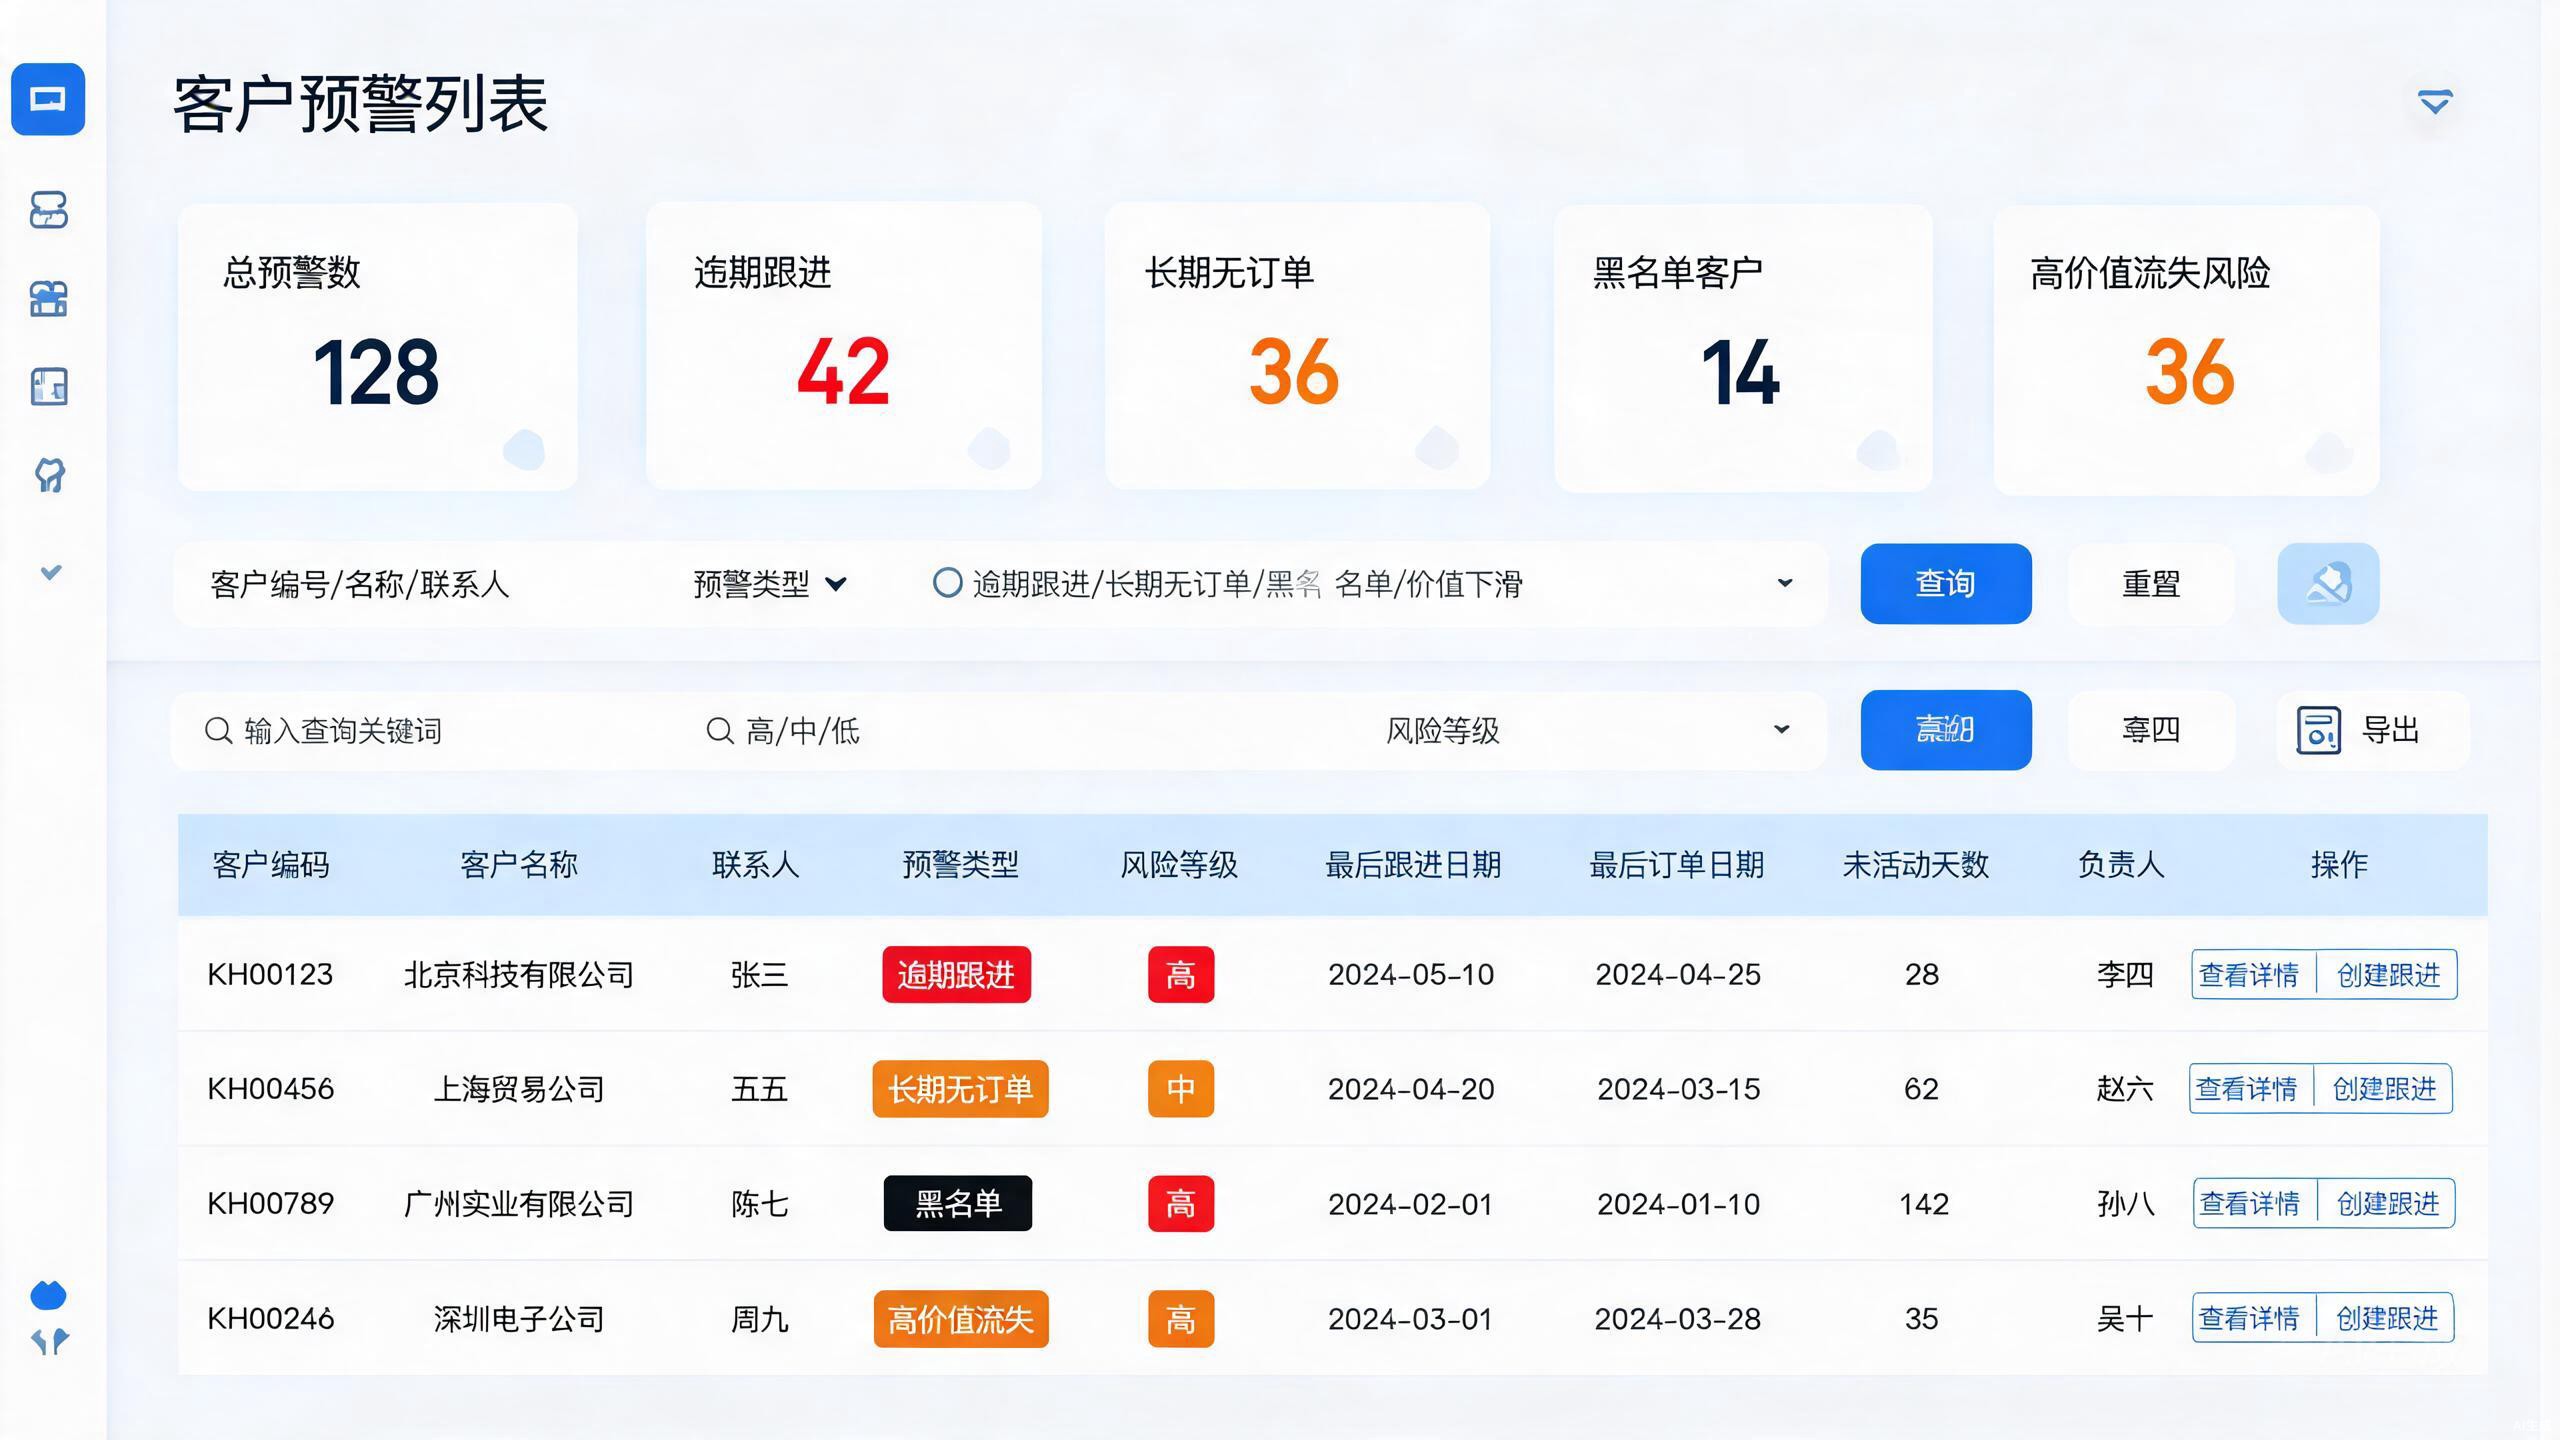 客户预警列表
总预警数
128
期跟进
42
长期无订单
36
黑名单客户
14
高价值流失风险
36
客户编号/名称/联系人 预警类型 逾期跟进/长期无订单/黑名 名单/价值下滑 查询 重
输入查询关键词 高/中/低 风险等级 四 导出
客户编码 客户名称 联系人 预警类型 风险等级 最后跟进日期 最后订单日期 未活动天数 负责人 操作
KH00123 北京科技有限公司 张三 逾期跟进 高 2024-05-10 2024-04-25 28 李四 查看详情 创建跟进
KH00456 上海贸易公司 五五 长期无订单 中 2024-04-20 2024-03-15 62 赵六 查看详情 创建跟进
KH00789 广州实业有限公司 陈七 黑名单 高 2024-02-01 2024-01-10 142 孙八 查看详情 创建跟进
KH00246 深圳电子公司 周九 高价值流失 高 2024-03-01 2024-03-28 35 吴十 查看详情 创建跟进